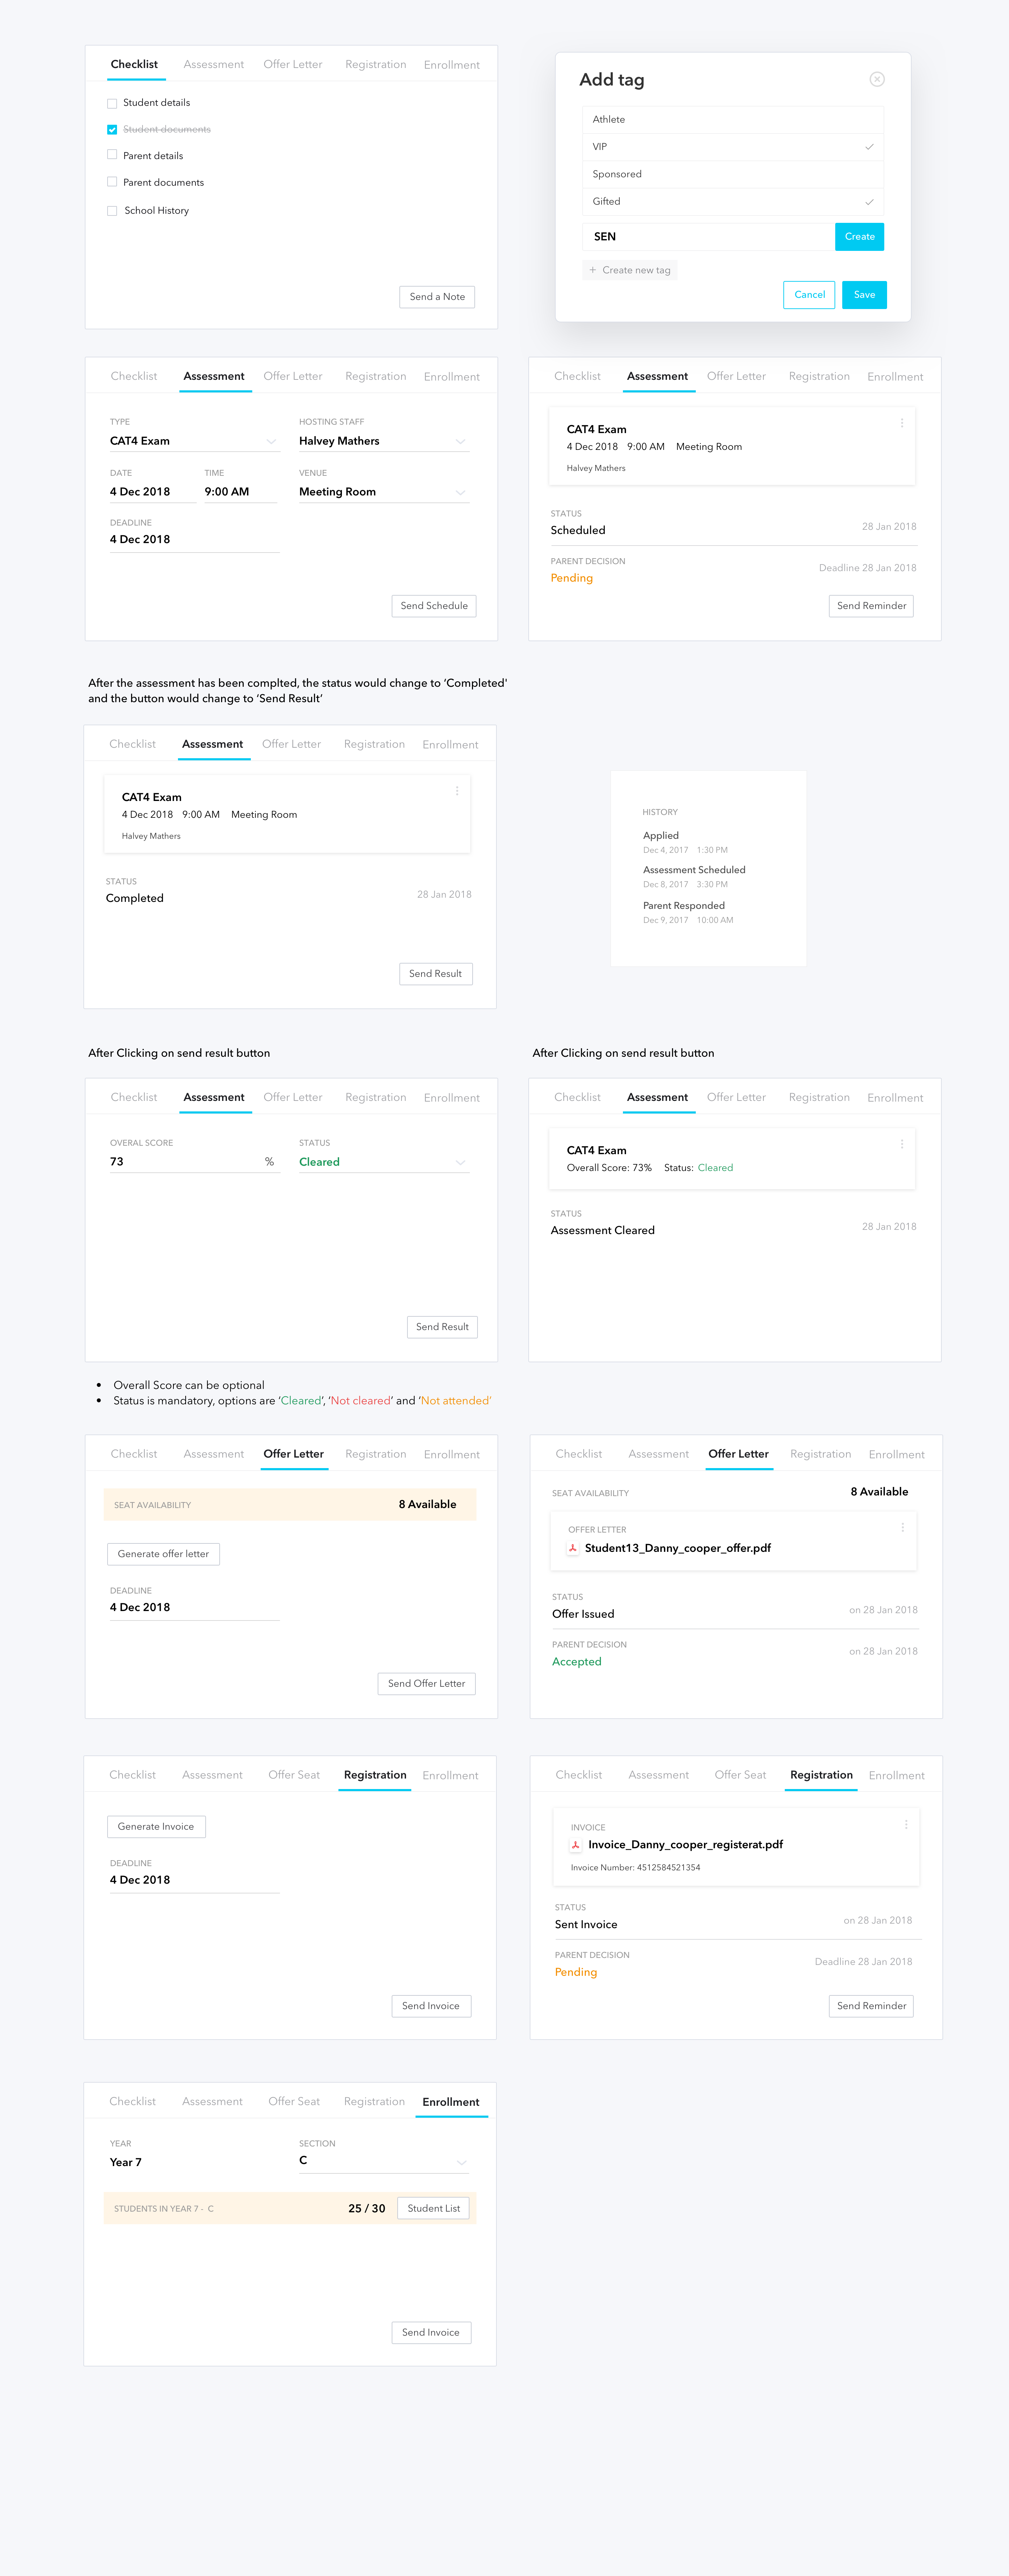 Checklist Assessment Offer Letter Registration Enrollment
Student details
Student documents
Parent details
Parent documents
School History
Send a Note
Add tag
Athlete
VIP
Sponsored
Gifted
SEN Create
+ Create new tag
Cancel Save
Checklist Assessment Offer Letter Registration Enrollment
TYPE HOSTING STAFF
CAT4 Exam Halvey Mathers
DATE TIME VENUE
4 Dec 2018 9:00 AM Meeting Room
DEADLINE
4 Dec 2018
Send Schedule
Checklist Assessment Offer Letter Registration Enrollment
CAT4 Exam
4 Dec 2018 9:00 AM Meeting Room
Halvey Mathers
STATUS
Scheduled 28 Jan 2018
PARENT DECISION
Pending Deadline 28 Jan 2018
Send Reminder
After the assessment has been complted, the status would change to ‘Completed'
and the button would change to ‘Send Result’
Checklist Assessment Offer Letter Registration Enrollment
CAT4 Exam
4 Dec 2018 9:00 AM Meeting Room
Halvey Mathers
STATUS
Completed 28 Jan 2018
Send Result
HISTORY
Applied
Dec 4, 2017 1:30 PM
Assessment Scheduled
Dec 8, 2017 3:30 PM
Parent Responded
Dec 9, 2017 10:00 AM
After Clicking on send result button
Checklist Assessment Offer Letter Registration Enrollment
OVERAL SCORE STATUS
73 % Cleared
Send Result
After Clicking on send result button
Checklist Assessment Offer Letter Registration Enrollment
CAT4 Exam
Overall Score: 73% Status: Cleared
STATUS
Assessment Cleared 28 Jan 2018
• Overall Score can be optional
• Status is mandatory, options are ‘Cleared’, ‘Not cleared’ and ‘Not attended’
Checklist Assessment Offer Letter Registration Enrollment
SEAT AVAILABILITY 8 Available
Generate offer letter
DEADLINE
4 Dec 2018
Send Offer Letter
Checklist Assessment Offer Letter Registration Enrollment
SEAT AVAILABILITY 8 Available
OFFER LETTER
Student13_Danny_cooper_offer.pdf
STATUS
Offer Issued on 28 Jan 2018
PARENT DECISION
Accepted on 28 Jan 2018
Checklist Assessment Offer Seat Registration Enrollment
Generate Invoice
DEADLINE
4 Dec 2018
Send Invoice
Checklist Assessment Offer Seat Registration Enrollment
INVOICE
Invoice_Danny_cooper_registerat.pdf
Invoice Number: 4512584521354
STATUS
Sent Invoice on 28 Jan 2018
PARENT DECISION
Pending Deadline 28 Jan 2018
Send Reminder
Checklist Assessment Offer Seat Registration Enrollment
YEAR SECTION
Year 7 C
STUDENTS IN YEAR 7 - C 25 / 30 Student List
Send Invoice